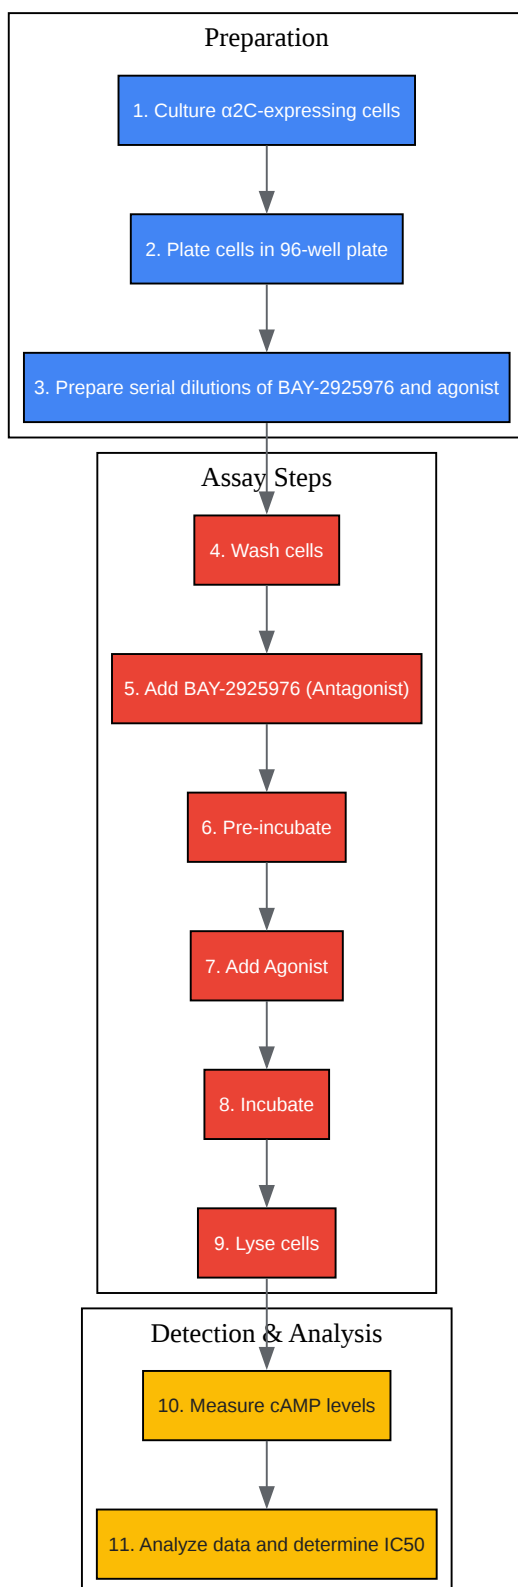 Preparation
1. Culture α2C-expressing cells
2. Plate cells in 96-well plate
3. Prepare serial dilutions of BAY-2925976 and agonist
Assay Steps
4. Wash cells
5. Add BAY-2925976 (Antagonist)
6. Pre-incubate
7. Add Agonist
8. Incubate
9. Lyse cells
Detection & Analysis
10. Measure cAMP levels
11. Analyze data and determine IC50